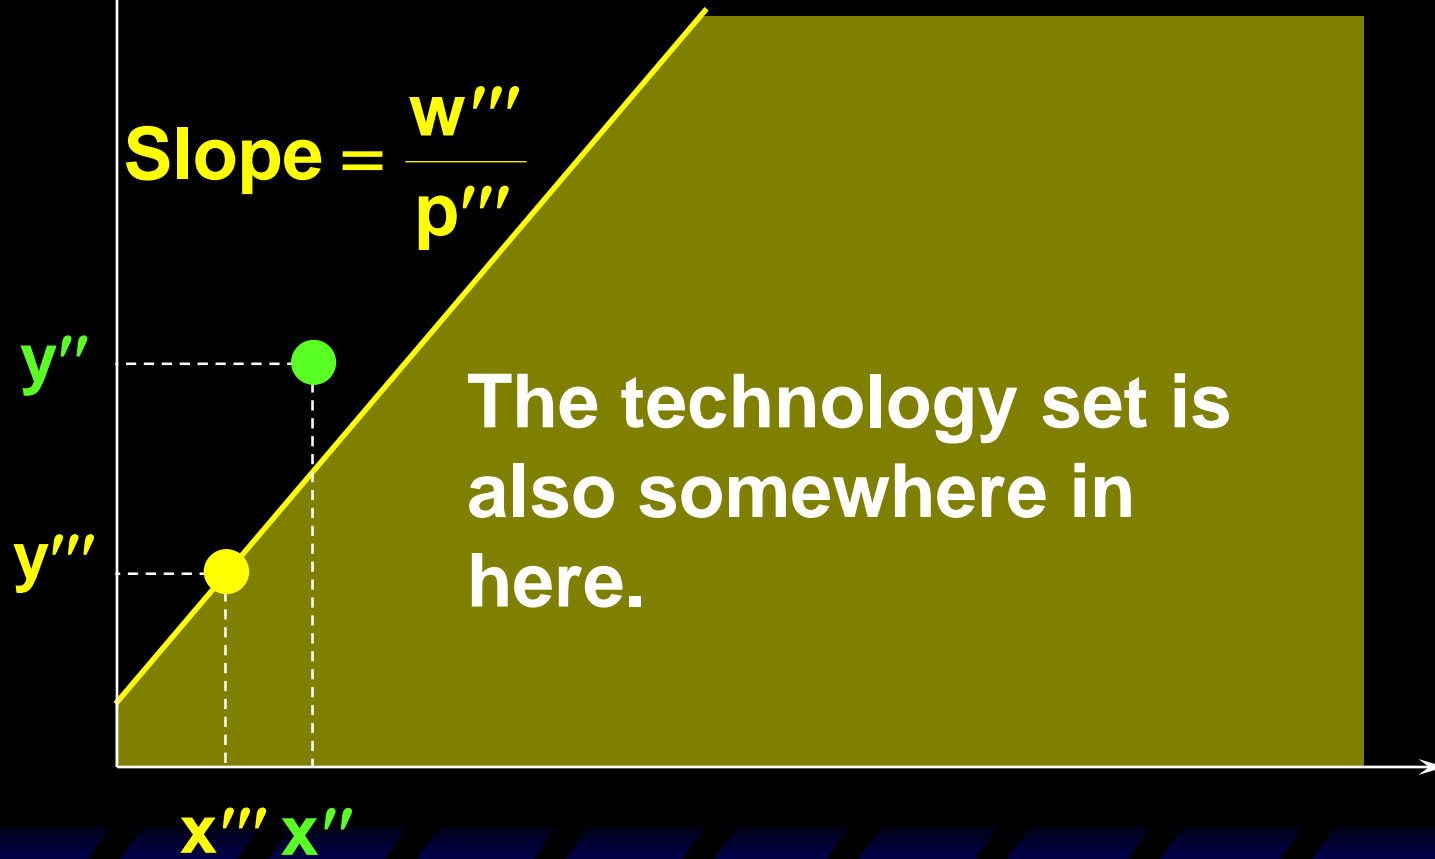 Slope = w′′′
p′′′
y′′
The technology set is
also somewhere in
y′′′
here.
x′′′ x′′